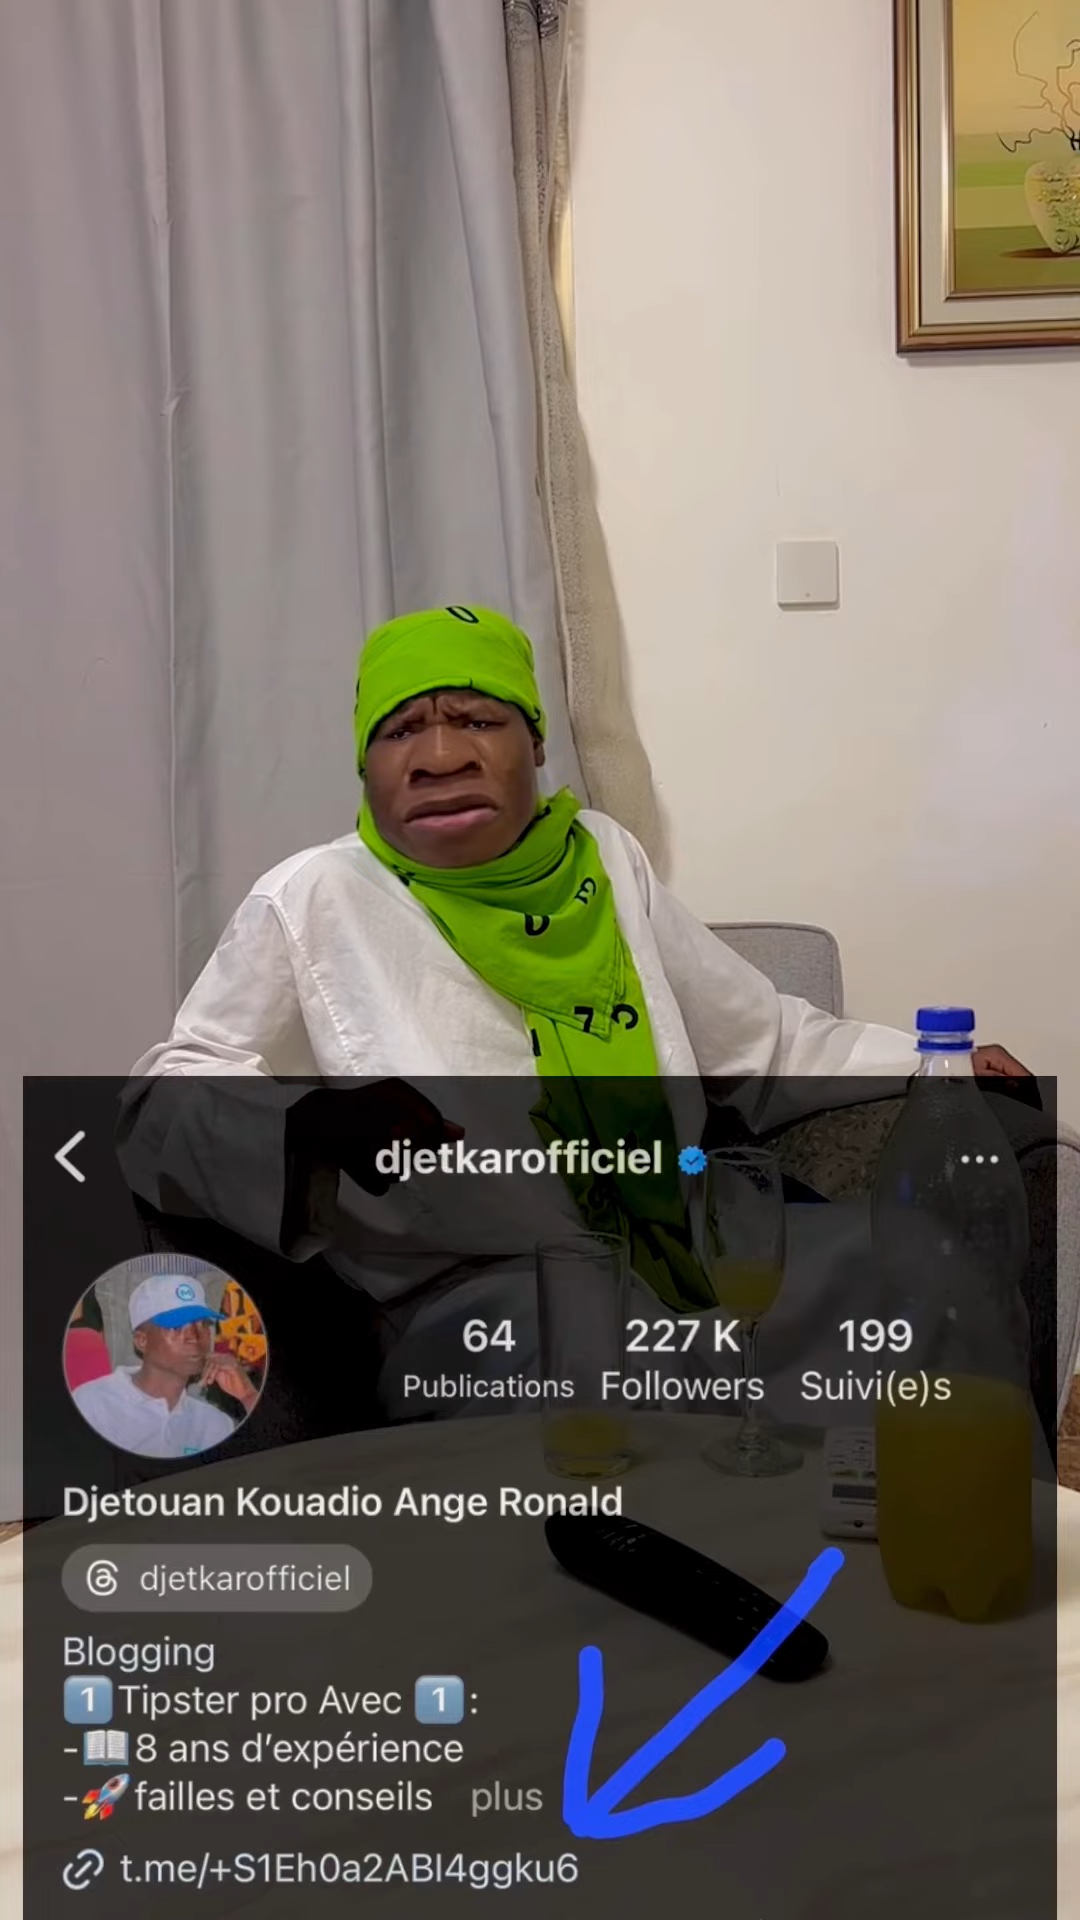 djetkarofficiel
64
227 K
199
Publications
Followers
Suivi(e)s
Djetouan Kouadio Ange Ronald
djetkarofficiel
Blogging
1️⃣ Tipster pro Avec 1️⃣ :
-📖 8 ans d’expérience
-🚀 failles et conseils plus
t.me/+S1Eh0a2ABI4ggku6